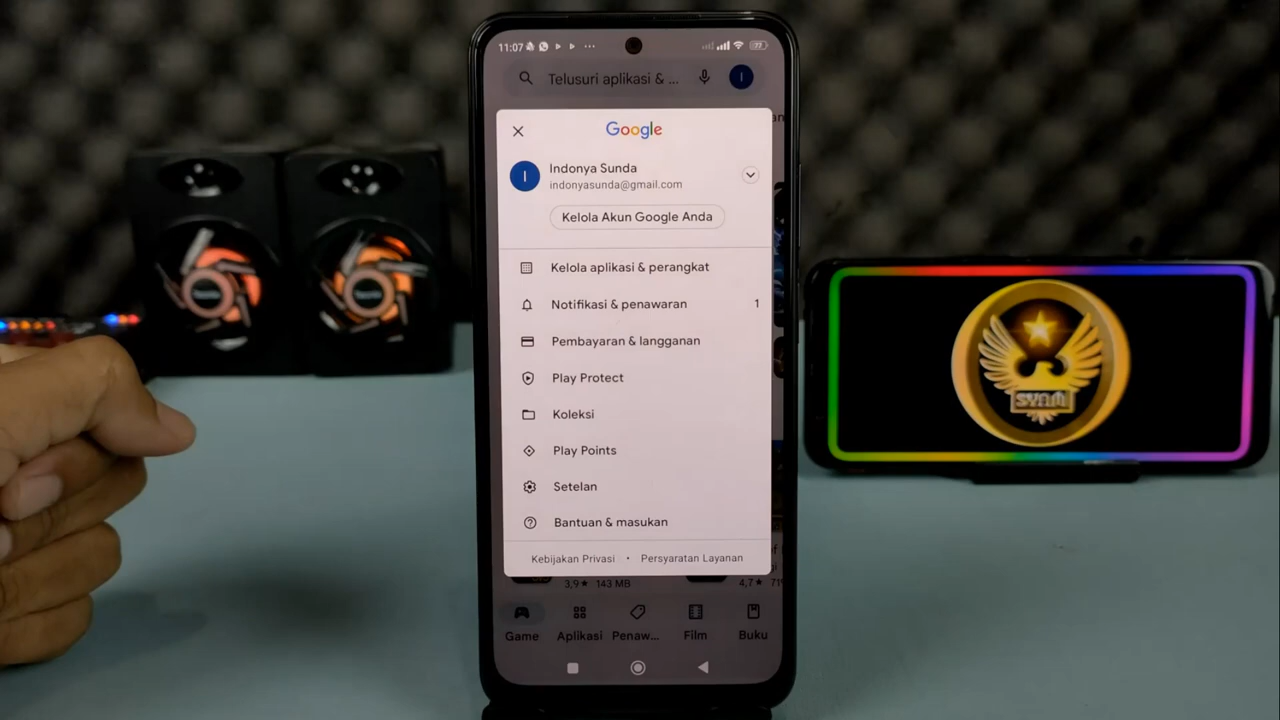 11:07
77
Telusuri aplikasi & ...
I
Google
I
Indonya Sunda
indonyasunda@gmail.com
Kelola Akun Google Anda
Kelola aplikasi & perangkat
Notifikasi & penawaran 1
Pembayaran & langganan
Play Protect
Koleksi
Play Points
Setelan
Bantuan & masukan
Kebijakan Privasi • Persyaratan Layanan
3,9★ 143 MB
4,7★
Game Aplikasi Penaw... Film Buku
SYAM